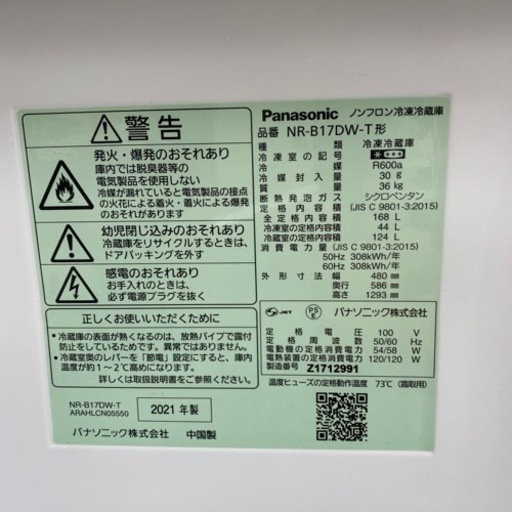 警告
発火・爆発のおそれあり
庫内では脱臭器等の
電気製品を使用しない
冷媒が漏れていると電気製品の接点
の火花による着火・着火による爆発
のおそれあり
幼児閉じ込みのおそれあり
冷蔵庫をリサイクルするときは、
ドアパッキングを外す
感電のおそれあり
お手入れのときは、
必ず電源プラグを抜く
正しくお使いいただくために
・冷蔵庫の表面が熱くなるのは、放熱パイプで露付
防止しているためで、異常ではありません。
・冷蔵室奥のレバーを「節電」に設定すると、庫内温
度が約1〜2℃高くなります。
詳しくは取扱説明書をご参照ください。
NR-B17DW-T
ARAHLCN05550
2021年製
パナソニック株式会社 中国製
Panasonic ノンフロン冷凍冷蔵庫
品番 NR-B17DW-T形
種類 冷凍冷蔵庫
冷凍室の記号
冷媒 R600a
冷媒封入量 30g
質量 36kg
断熱発泡ガス シクロペンタン
定格内容積 (JIS C 9801-3:2015)
全定格内容積 168 L
冷凍室の定格内容積 44 L
冷蔵室の定格内容積 124 L
消費電力量 (JIS C 9801-3:2015)
50Hz 308kWh/年
60Hz 308kWh/年
外形寸法 幅 480 mm
奥行 586 mm
高さ 1293 mm
JET PS E パナソニック株式会社
定格電圧 100 V
定格周波数 50/60 Hz
電動機の定格消費電力 54/58 W
電熱装置の定格消費電力 120/120 W
製造番号 Z1712991
温度ヒューズの定格動作温度 73℃(霜取用)